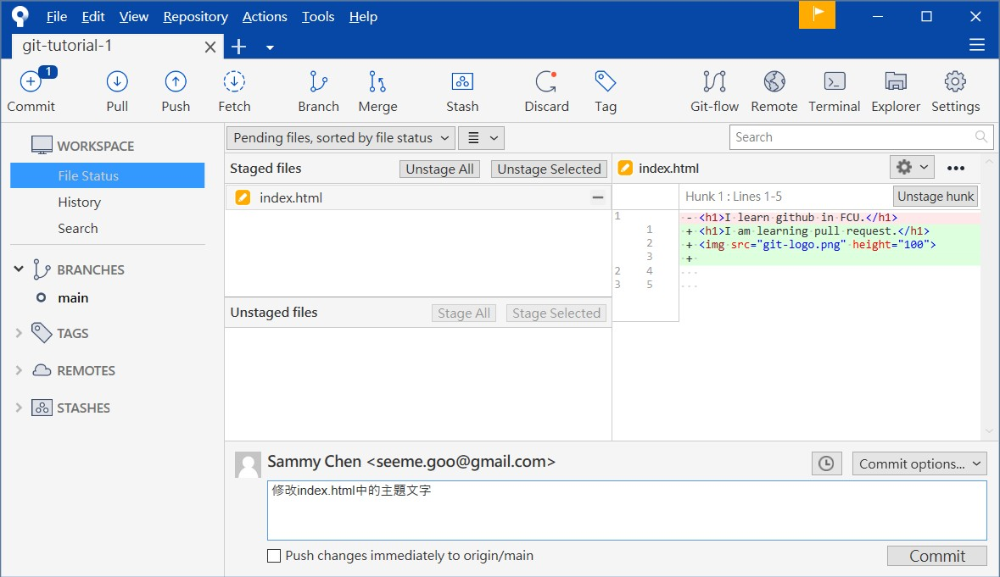 File Edit View Repository Actions Tools Help
git-tutorial-1
1
Commit Pull Push Fetch Branch Merge Stash Discard Tag Git-flow Remote Terminal Explorer Settings
WORKSPACE
File Status
History
Search
BRANCHES
main
TAGS
REMOTES
STASHES
Pending files, sorted by file status
Search
Staged files Unstage All Unstage Selected
index.html
Unstaged files Stage All Stage Selected
index.html
Hunk 1 : Lines 1-5 Unstage hunk
1 - <h1>I learn github in FCU.</h1>
1 + <h1>I am learning pull request.</h1>
2 + <img src="git-logo.png" height="100">
3 +
2 4
3 5
Sammy Chen <seeme.goo@gmail.com>
Commit options...
修改index.html中的主題文字
Push changes immediately to origin/main
Commit